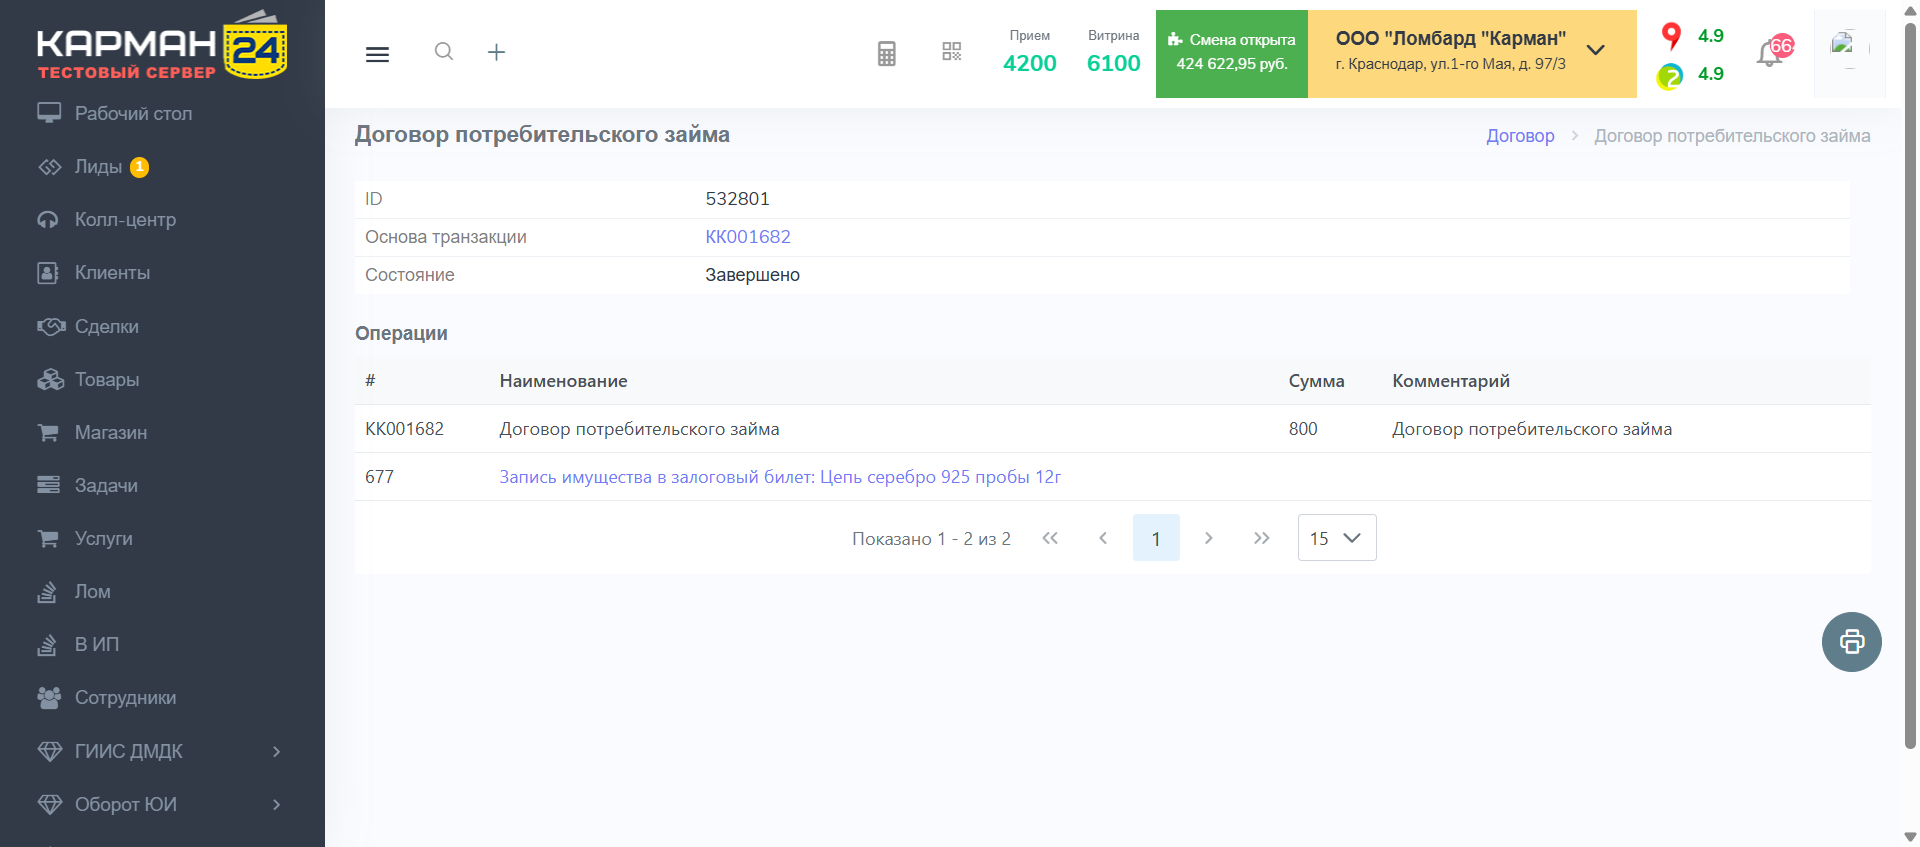 КАРМАН 24
ТЕСТОВЫЙ СЕРВЕР
Рабочий стол
Лиды 1
Колл-центр
Клиенты
Сделки
Товары
Магазин
Задачи
Услуги
Лом
В ИП
Сотрудники
ГИИС ДМДК
Оборот ЮИ
Прием
4200
Витрина
6100
Смена открыта
424 622,95 руб.
ООО "Ломбард "Карман"
г. Краснодар, ул.1-го Мая, д. 97/3
4.9
4.9
Договор потребительского займа
Договор > Договор потребительского займа
ID 532801
Основа транзакции КК001682
Состояние Завершено
Операции
# Наименование Сумма Комментарий
КК001682 Договор потребительского займа 800 Договор потребительского займа
677 Запись имущества в залоговый билет: Цепь серебро 925 пробы 12г
Показано 1 - 2 из 2 1 15